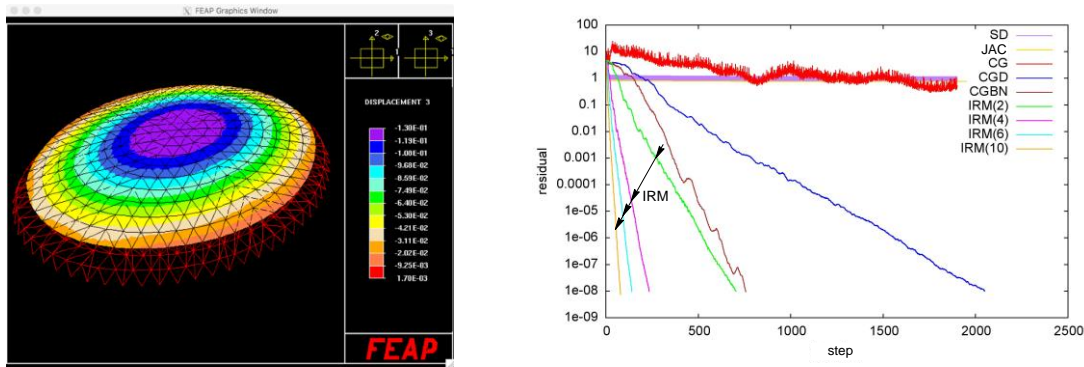 FEAP Graphics Window
2
3
1
1
DISPLACEMENT 3
-1.30E-01
-1.19E-01
-1.08E-01
-9.68E-02
-8.59E-02
-7.49E-02
-6.40E-02
-5.30E-02
-4.21E-02
-3.11E-02
-2.02E-02
-9.25E-03
1.70E-03
FEAP
residual
100
10
1
0.1
0.01
0.001
0.0001
1e-05
1e-06
1e-07
1e-08
1e-09
SD
JAC
CG
CGD
CGBN
IRM(2)
IRM(4)
IRM(6)
IRM(10)
IRM
0 500 1000 1500 2000 2500
step